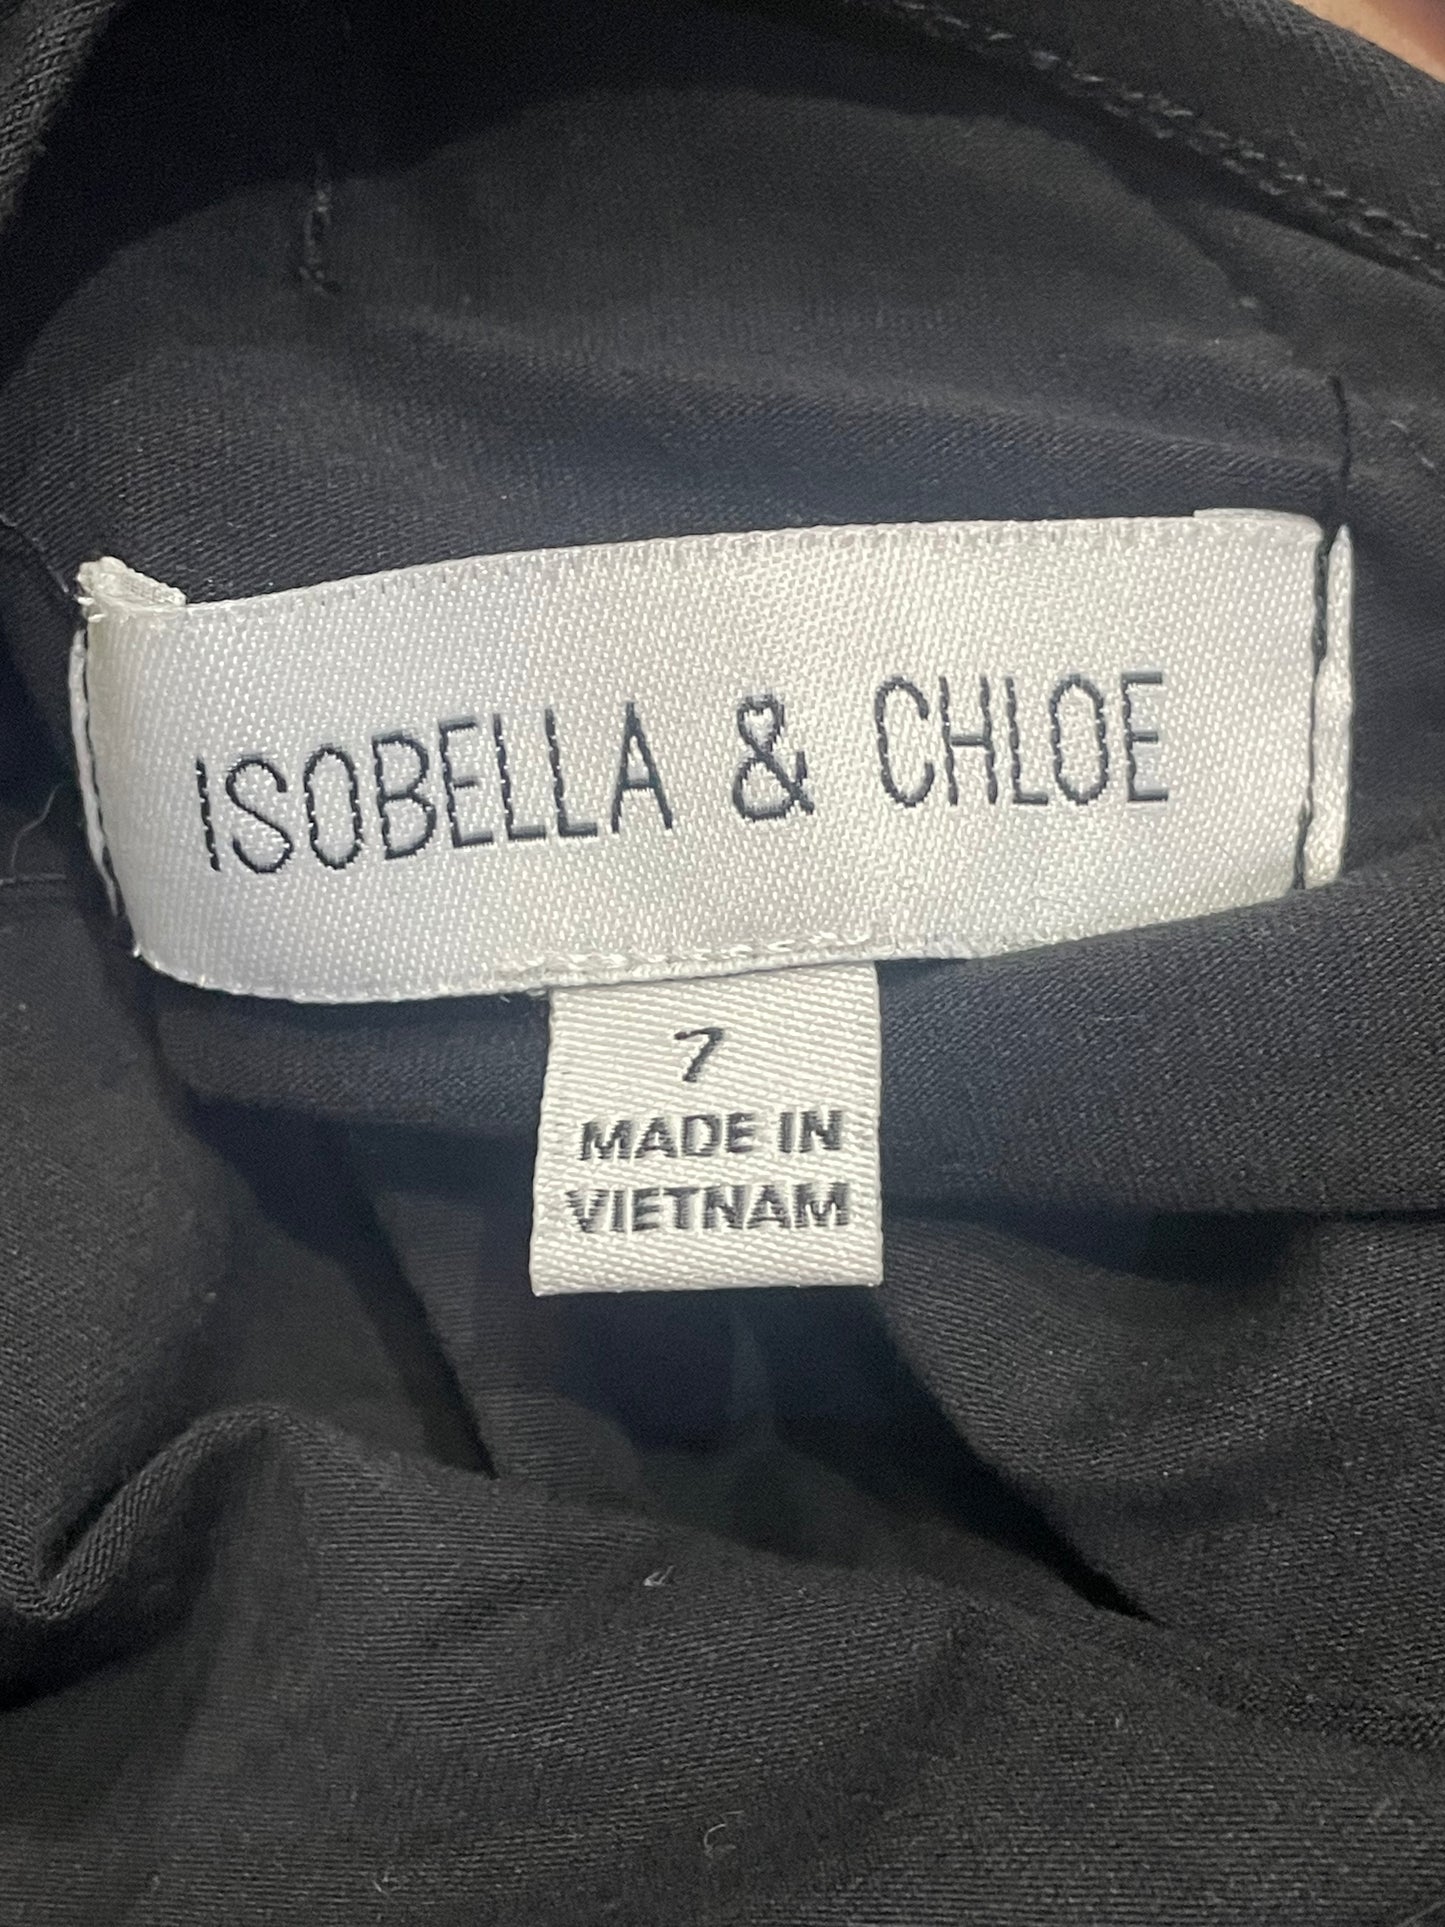 ISOBELLA & CHLOE
7
MADE IN
VIETNAM